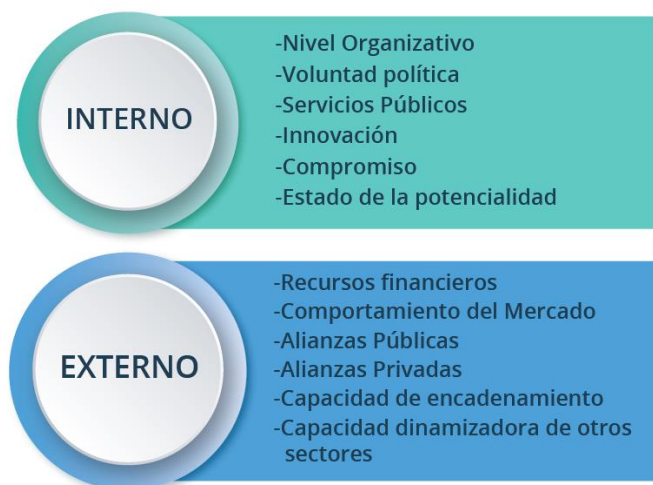 INTERNO
-Nivel Organizativo
-Voluntad política
-Servicios Públicos
-Innovación
-Compromiso
-Estado de la potencialidad
EXTERNO
-Recursos financieros
-Comportamiento del Mercado
-Alianzas Públicas
-Alianzas Privadas
-Capacidad de encadenamiento
-Capacidad dinamizadora de otros
sectores